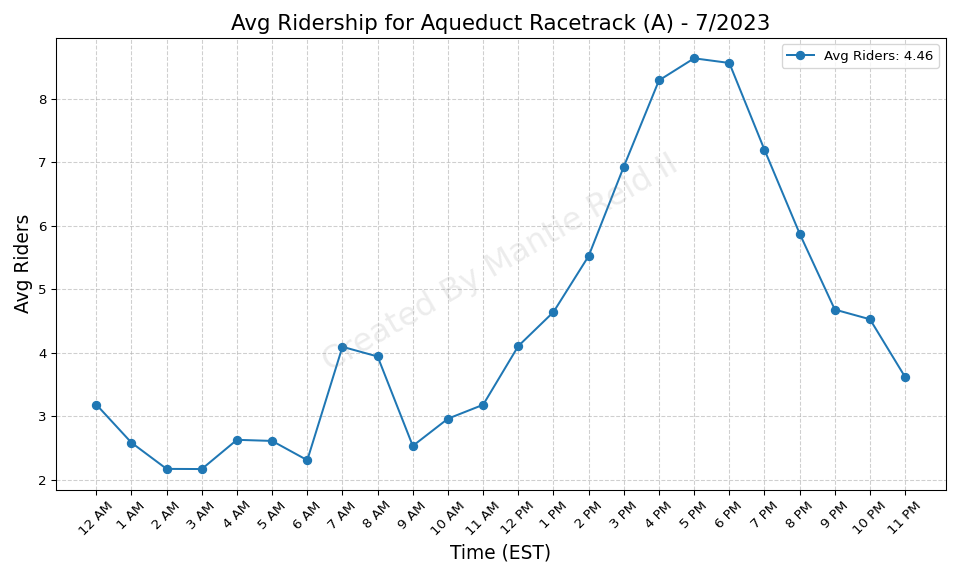 Avg Ridership for Aqueduct Racetrack (A) - 7/2023
Avg Riders: 4.46
8
7
6
5
4
3
2
Avg Riders
Created By Mantie Reid II
12 AM
1 AM
2 AM
3 AM
4 AM
5 AM
6 AM
7 AM
8 AM
9 AM
10 AM
11 AM
12 PM
1 PM
2 PM
3 PM
4 PM
5 PM
6 PM
7 PM
8 PM
9 PM
10 PM
11 PM
Time (EST)